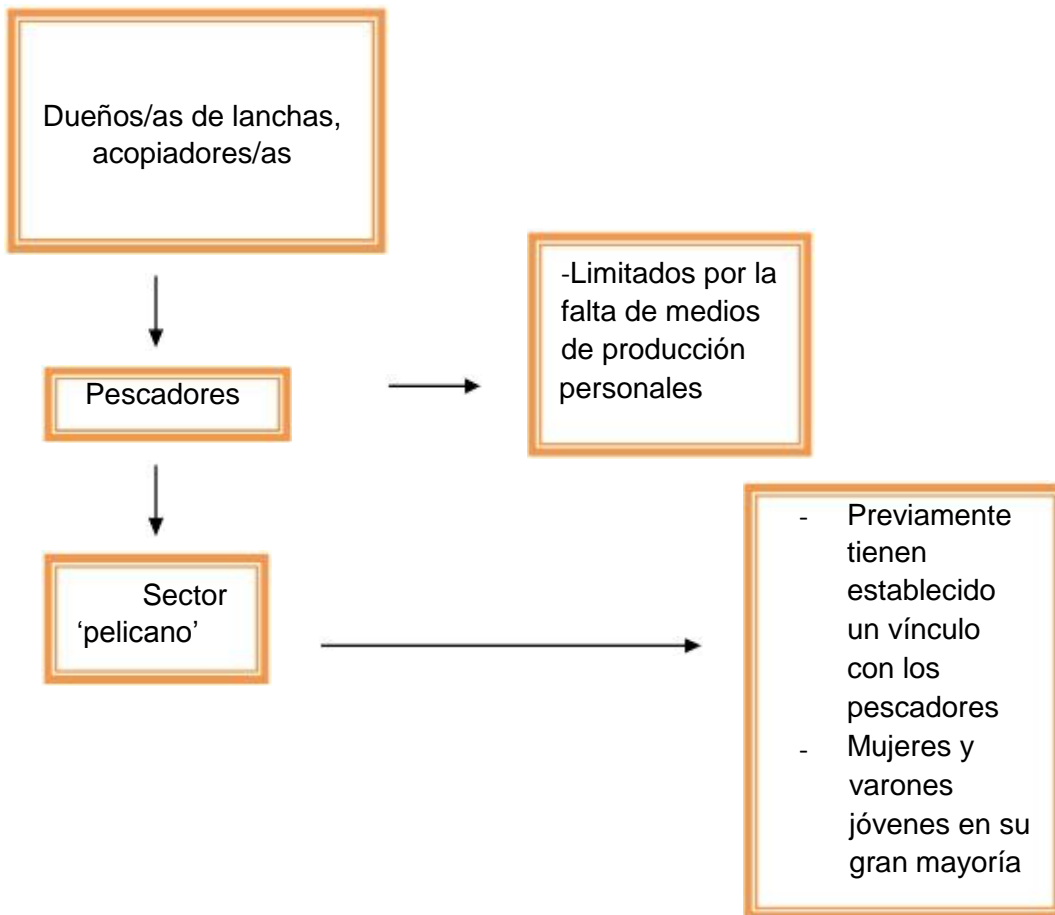 Dueños/as de lanchas,
acopiadores/as
-Limitados por la
falta de medios
de producción
personales
Pescadores
Sector
‘pelicano’
- Previamente
tienen
establecido
un vínculo
con los
pescadores
- Mujeres y
varones
jóvenes en su
gran mayoría